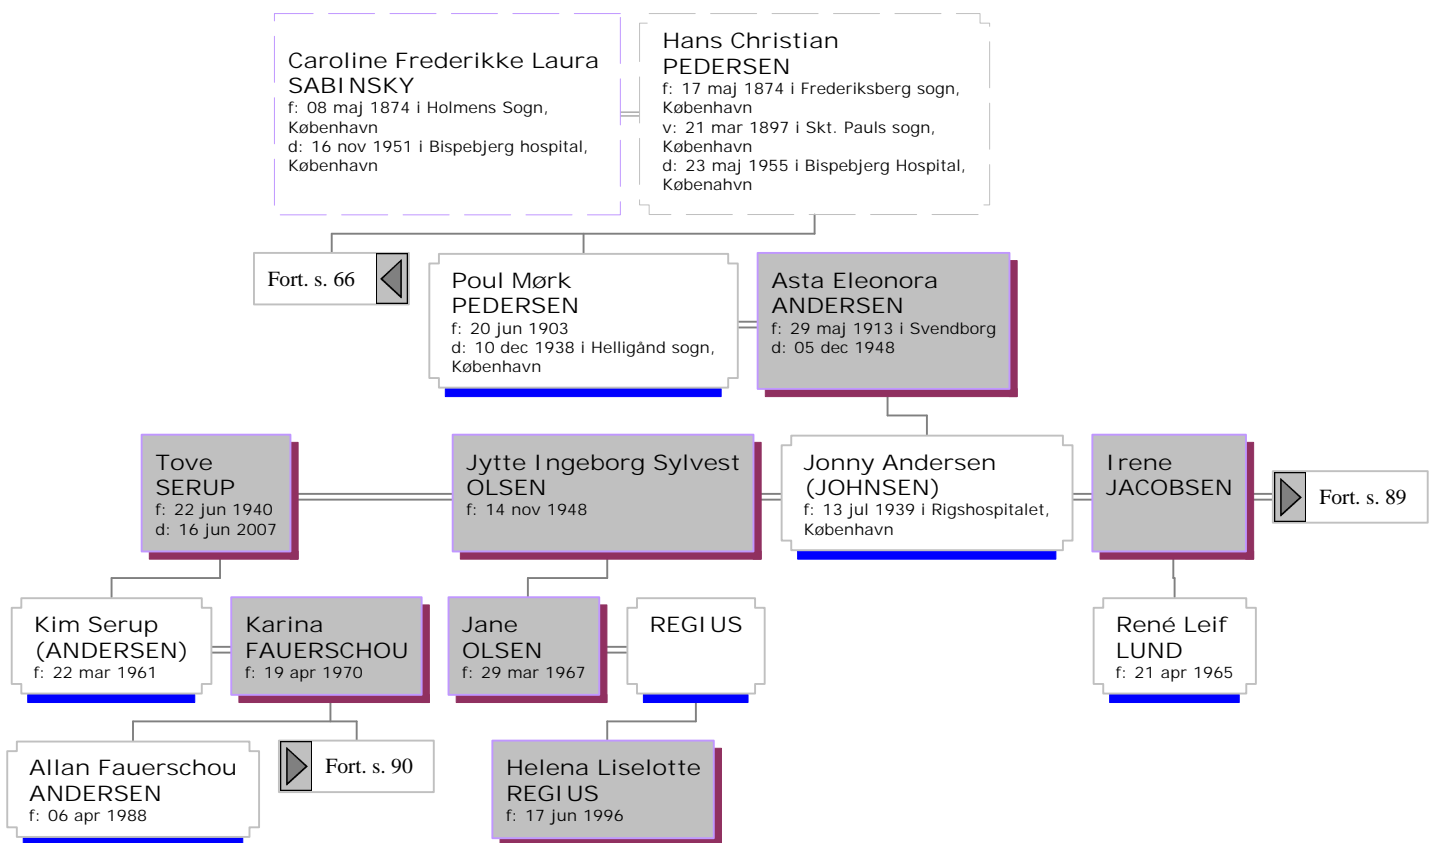 Caroline Frederikke Laura
SABINSKY
f: 08 maj 1874 i Holmens Sogn,
København
d: 16 nov 1951 i Bispebjerg hospital,
København
Hans Christian
PEDERSEN
f: 17 maj 1874 i Frederiksberg sogn,
København
v: 21 mar 1897 i Skt. Pauls sogn,
København
d: 23 maj 1955 i Bispebjerg Hospital,
Købenahvn
Fort. s. 66
Poul Mørk
PEDERSEN
f: 20 jun 1903
d: 10 dec 1938 i Helligånd sogn,
København
Asta Eleonora
ANDERSEN
f: 29 maj 1913 i Svendborg
d: 05 dec 1948
Tove
SERUP
f: 22 jun 1940
d: 16 jun 2007
Jytte Ingeborg Sylvest
OLSEN
f: 14 nov 1948
Jonny Andersen
(JOHNSEN)
f: 13 jul 1939 i Rigshospitalet,
København
Irene
JACOBSEN
Fort. s. 89
Kim Serup
(ANDERSEN)
f: 22 mar 1961
Karina
FAUERSCHOU
f: 19 apr 1970
Jane
OLSEN
f: 29 mar 1967
REGIUS
René Leif
LUND
f: 21 apr 1965
Allan Fauerschou
ANDERSEN
f: 06 apr 1988
Fort. s. 90
Helena Liselotte
REGIUS
f: 17 jun 1996